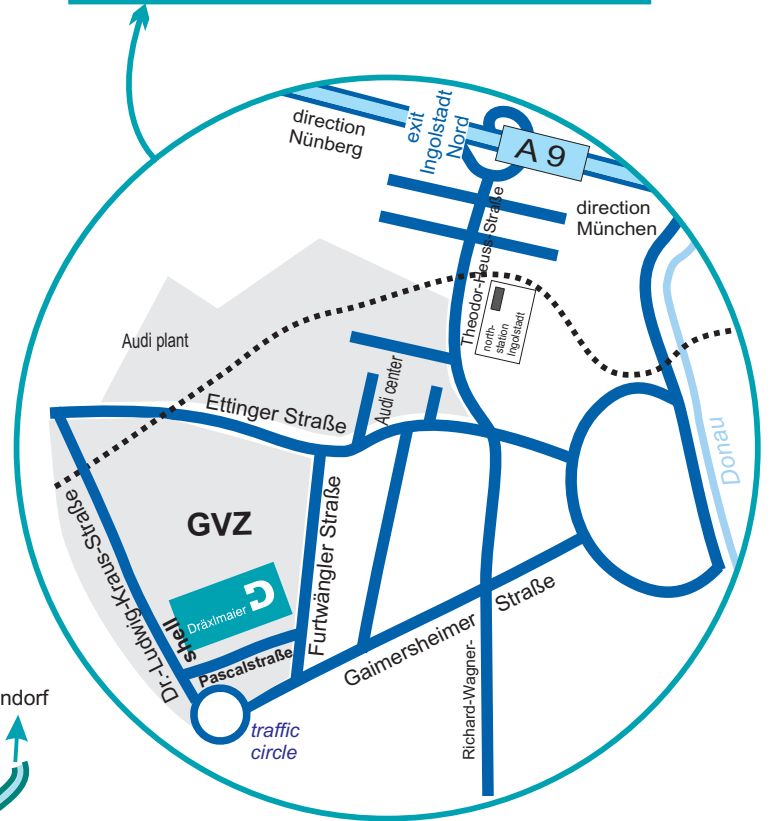 direction
Nünberg
exit
Ingolstadt
Nord
A 9
direction
München
Theodor-Heuss-Straße
north-
station
Ingolstadt
Audi plant
Audi center
Ettinger Straße
Donau
GVZ
Dr.-Ludwig-Kraus-Straße
Furtwängler Straße
Dräxlmaier
shell
Pascalstraße
Gaimersheimer Straße
Richard-Wagner-
traffic
circle
ndorf